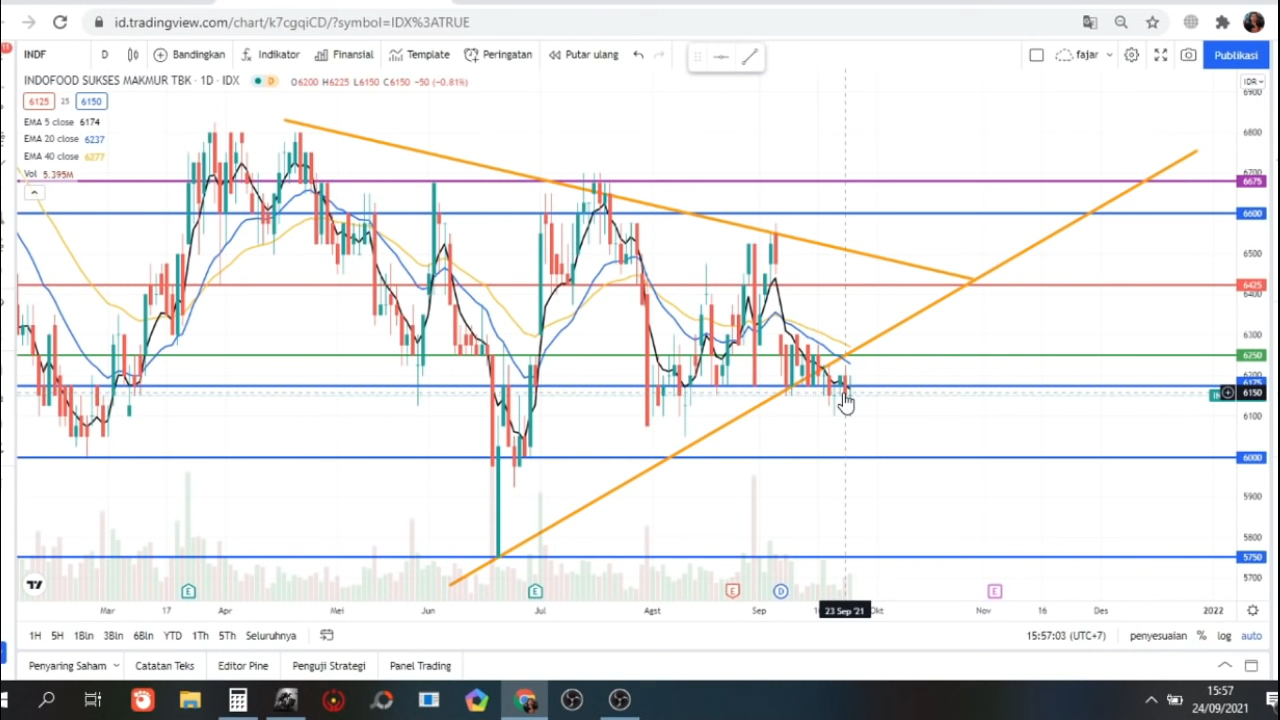 id.tradingview.com/chart/k7cgqiCD/?symbol=IDX%3ATRUE
INDF D Bandingkan Indikator Finansial Template Peringatan Putar ulang fajar Publikasi
INDOFOOD SUKSES MAKMUR TBK · 1D · IDX D O6200 H6225 L6150 C6150 -50 (-0.81%) IDR
6125 25 6150
EMA 5 close 6174
EMA 20 close 6237
EMA 40 close 6277
Vol 5.395M
6900
6800
6700
6675
6600
6500
6425
6400
6300
6250
6200
6175
6150
6100
6000
5900
5800
5750
5700
E E E D E
Mar 17 Apr Mei Jun Jul Agst Sep 23 Sep '21 Okt Nov 16 Des 2022
1H 5H 1Bln 3Bln 6Bln YTD 1Th 5Th Seluruhnya 15:57:03 (UTC+7) penyesuaian % log auto
Penyaring Saham Catatan Teks Editor Pine Penguji Strategi Panel Trading
15:57
24/09/2021